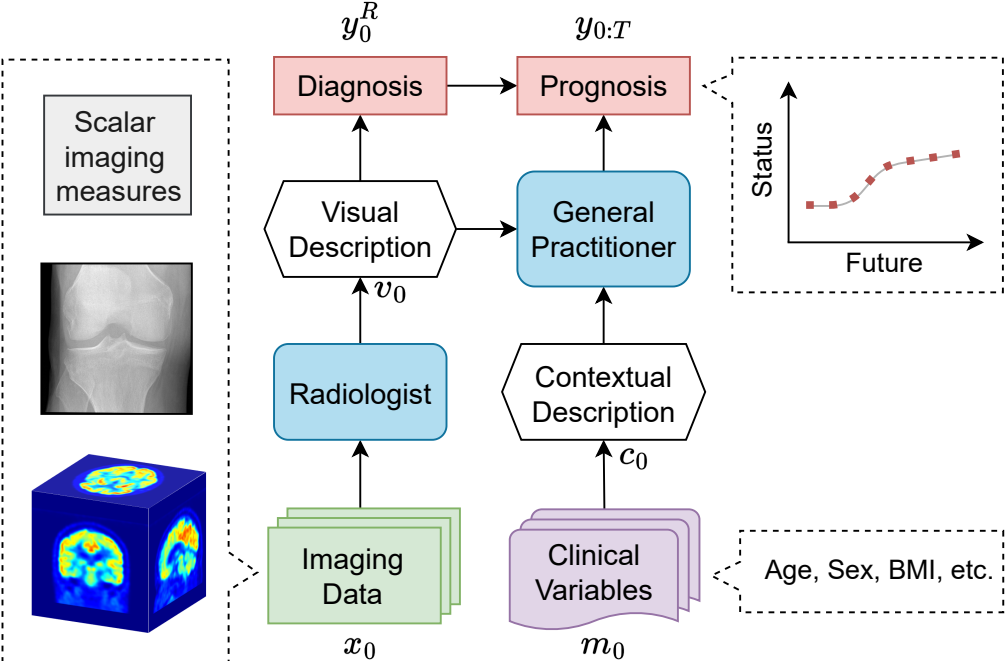 y_0^R
y_{0:T}
Diagnosis
Prognosis
Scalar
imaging
measures
Visual
Description
General
Practitioner
Status
Future
v_0
Radiologist
Contextual
Description
c_0
Imaging
Data
Clinical
Variables
Age, Sex, BMI, etc.
x_0
m_0